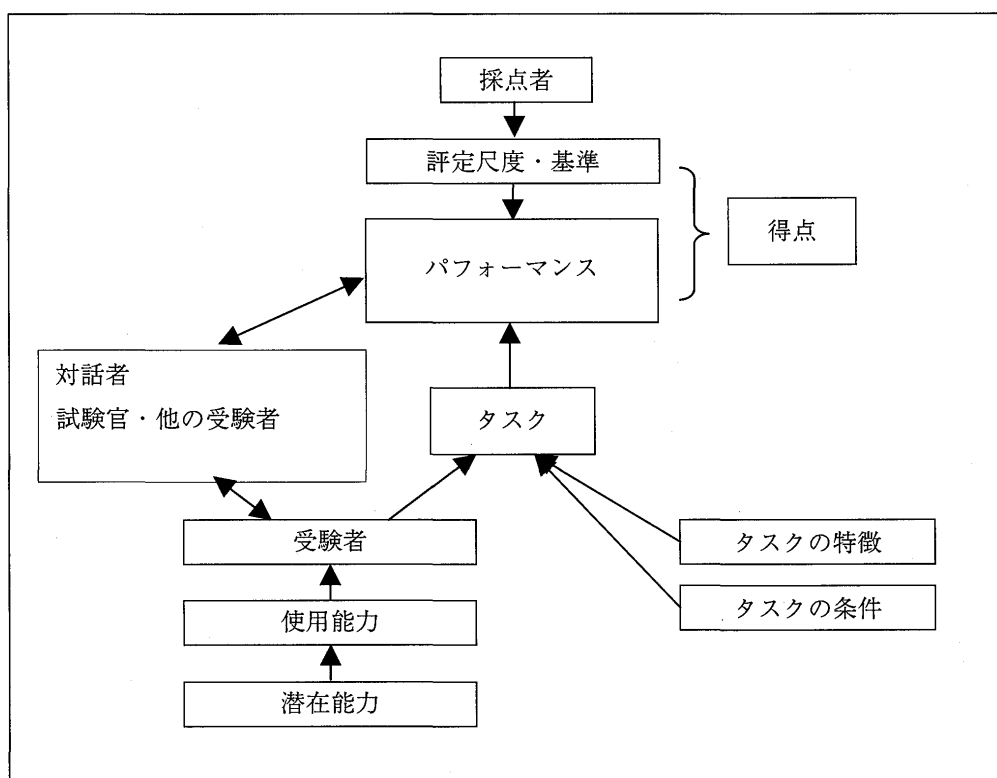 採点者
評定尺度・基準
得点
パフォーマンス
対話者
試験官・他の受験者
タスク
受験者
タスクの特徴
使用能力
タスクの条件
潜在能力